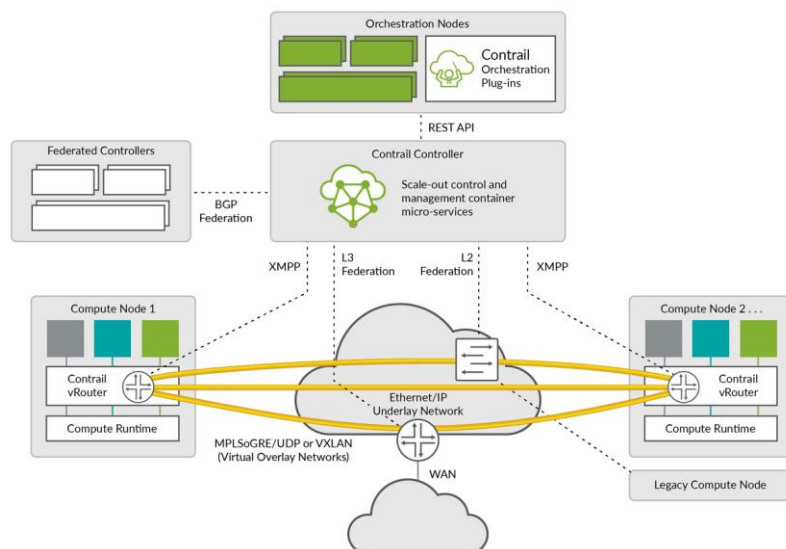 Orchestration Nodes
Contrail
Orchestration
Plug-ins
REST API
Federated Controllers
Contrail Controller
Scale-out control and
management container
micro-services
BGP
Federation
XMPP
L3
Federation
L2
Federation
XMPP
Compute Node 1
Compute Node 2 . . .
Contrail
vRouter
Ethernet/IP
Underlay Network
Contrail
vRouter
Compute Runtime
Compute Runtime
MPLSoGRE/UDP or VXLAN
(Virtual Overlay Networks)
WAN
Legacy Compute Node